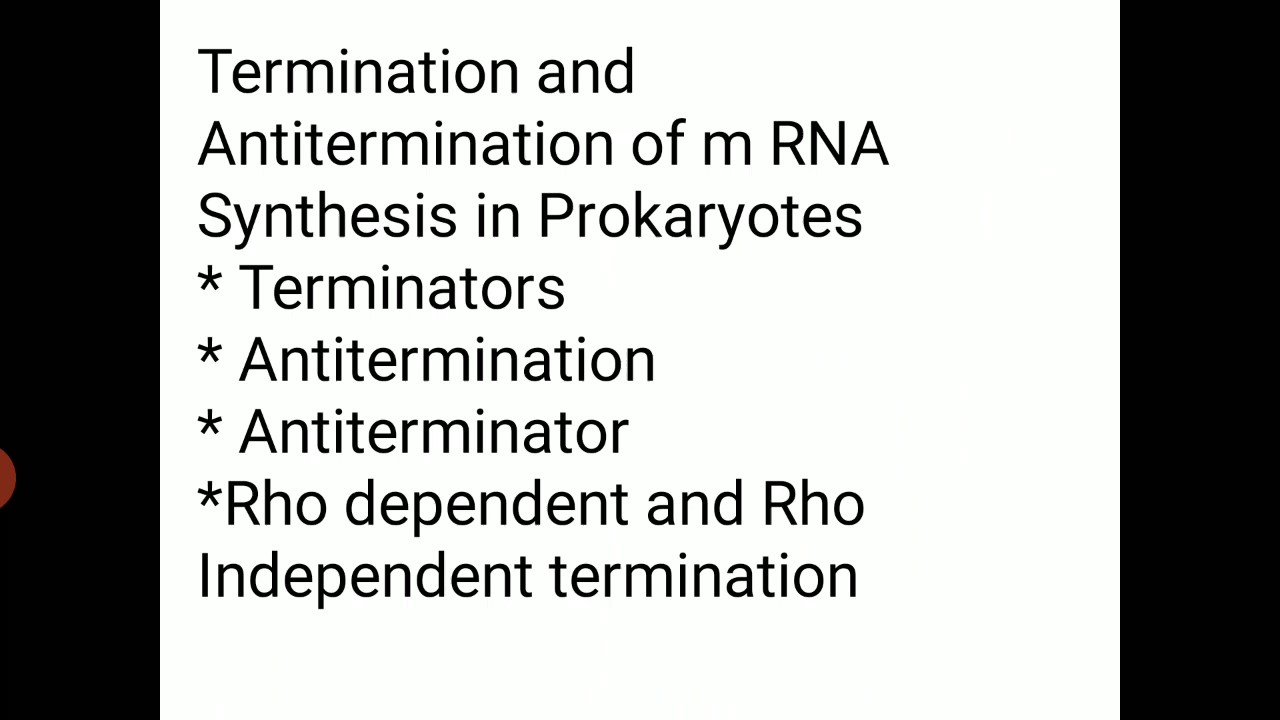 Termination and
Antitermination of m RNA
Synthesis in Prokaryotes
* Terminators
* Antitermination
* Antiterminator
*Rho dependent and Rho
Independent termination